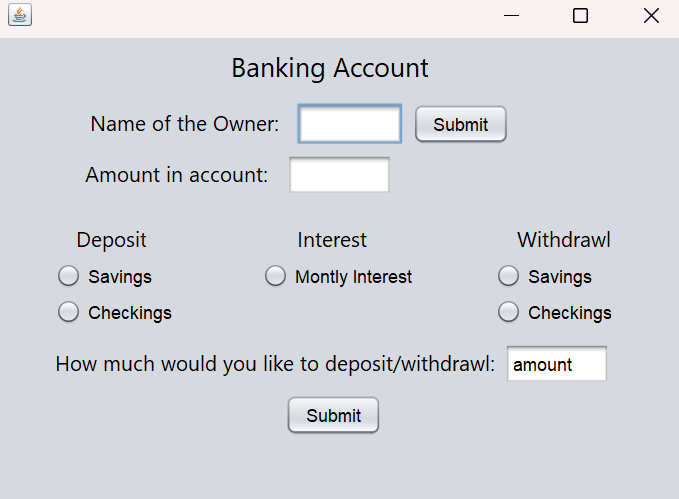 Banking Account
Name of the Owner: Submit
Amount in account:
Deposit Interest Withdrawl
Savings Montly Interest Savings
Checkings Checkings
How much would you like to deposit/withdrawl: amount
Submit